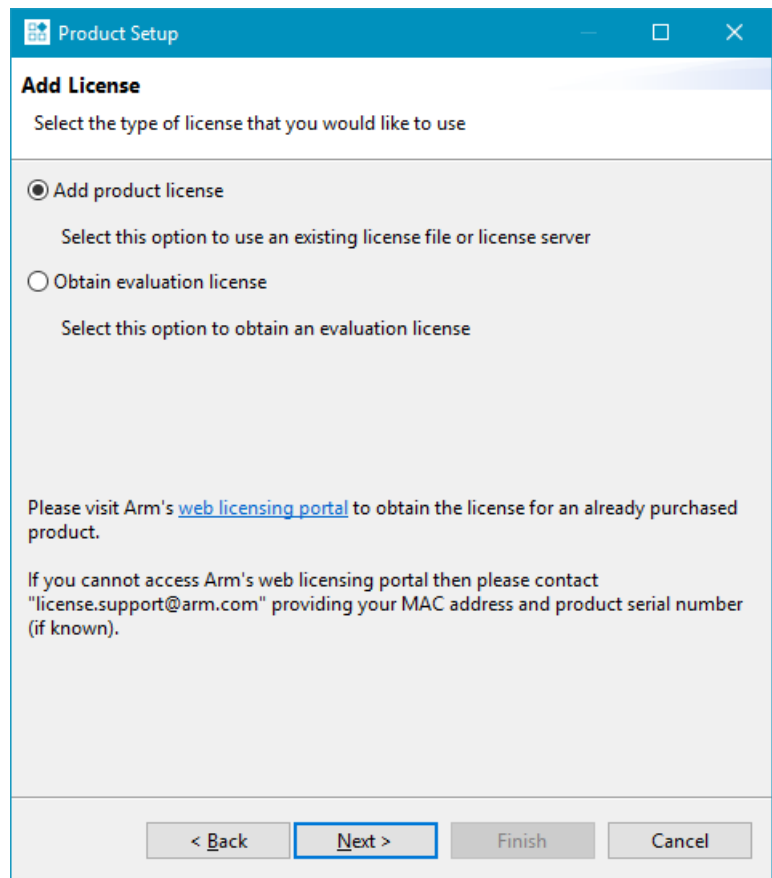 Product Setup
Add License
Select the type of license that you would like to use
Add product license
Select this option to use an existing license file or license server
Obtain evaluation license
Select this option to obtain an evaluation license
Please visit Arm's web licensing portal to obtain the license for an already purchased
product.
If you cannot access Arm's web licensing portal then please contact
"license.support@arm.com" providing your MAC address and product serial number
(if known).
< Back Next > Finish Cancel